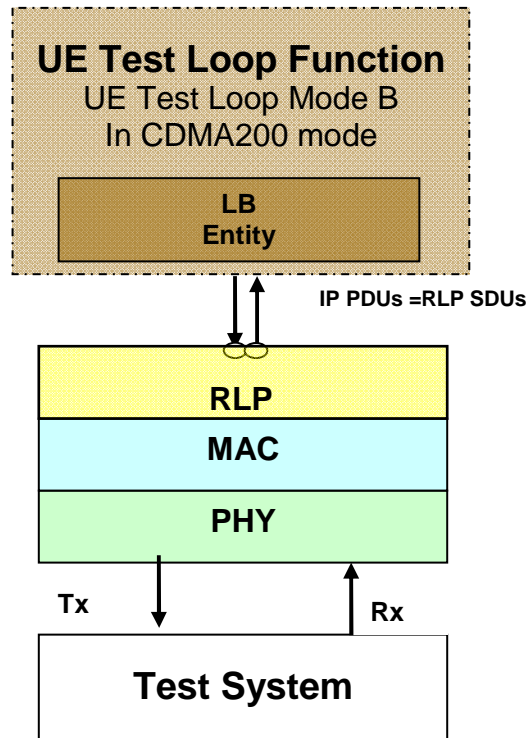 UE Test Loop Function
UE Test Loop Mode B
In CDMA200 mode
LB
Entity
IP PDUs =RLP SDUs
RLP
MAC
PHY
Tx
Rx
Test System